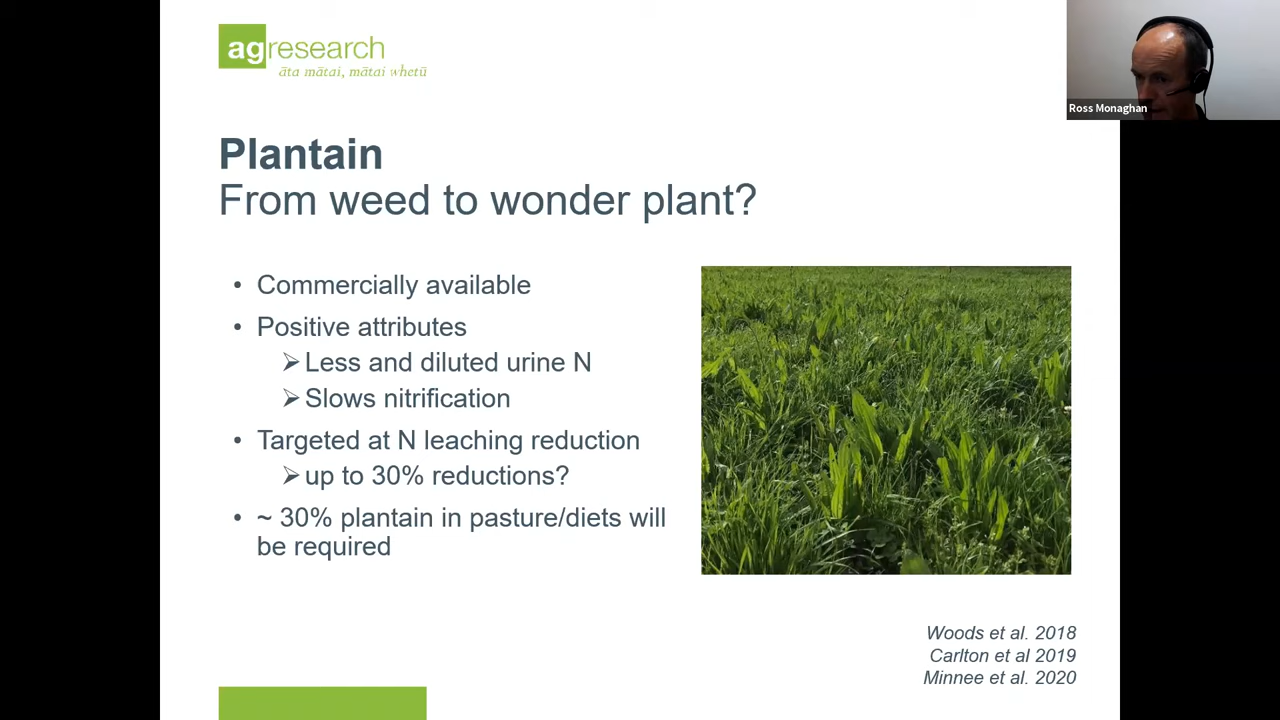 agresearch
āta mātai, mātai whetū
Ross Monaghan
Plantain
From weed to wonder plant?
• Commercially available
• Positive attributes
➢ Less and diluted urine N
➢ Slows nitrification
• Targeted at N leaching reduction
➢ up to 30% reductions?
• ~ 30% plantain in pasture/diets will
be required
Woods et al. 2018
Carlton et al 2019
Minnee et al. 2020